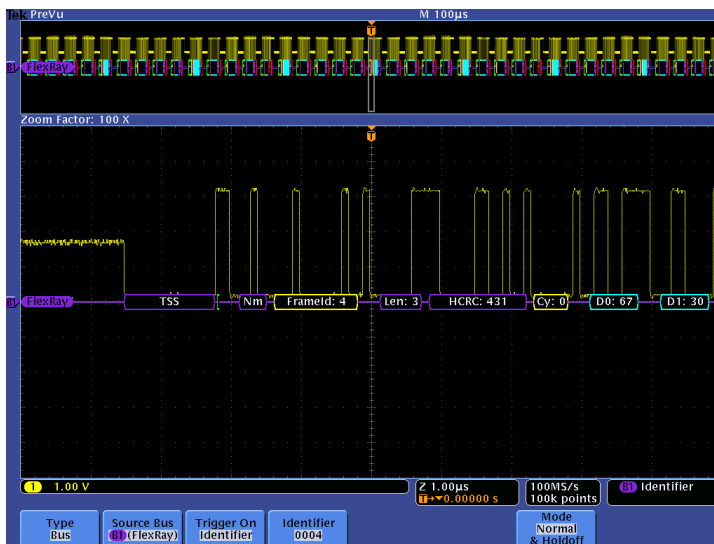 Tek PreVu M 100µs
T
B1 FlexRay
Zoom Factor: 100 X
T
B1 FlexRay TSS Nm FrameId: 4 Len: 3 HCRC: 431 Cy: 0 D0: 67 D1: 30
1 1.00 V
Z 1.00µs
T→▼0.00000 s
100MS/s
100k points
B1 Identifier
Type
Bus
Source Bus
B1 (FlexRay)
Trigger On
Identifier
Identifier
0004
Mode
Normal
& Holdoff